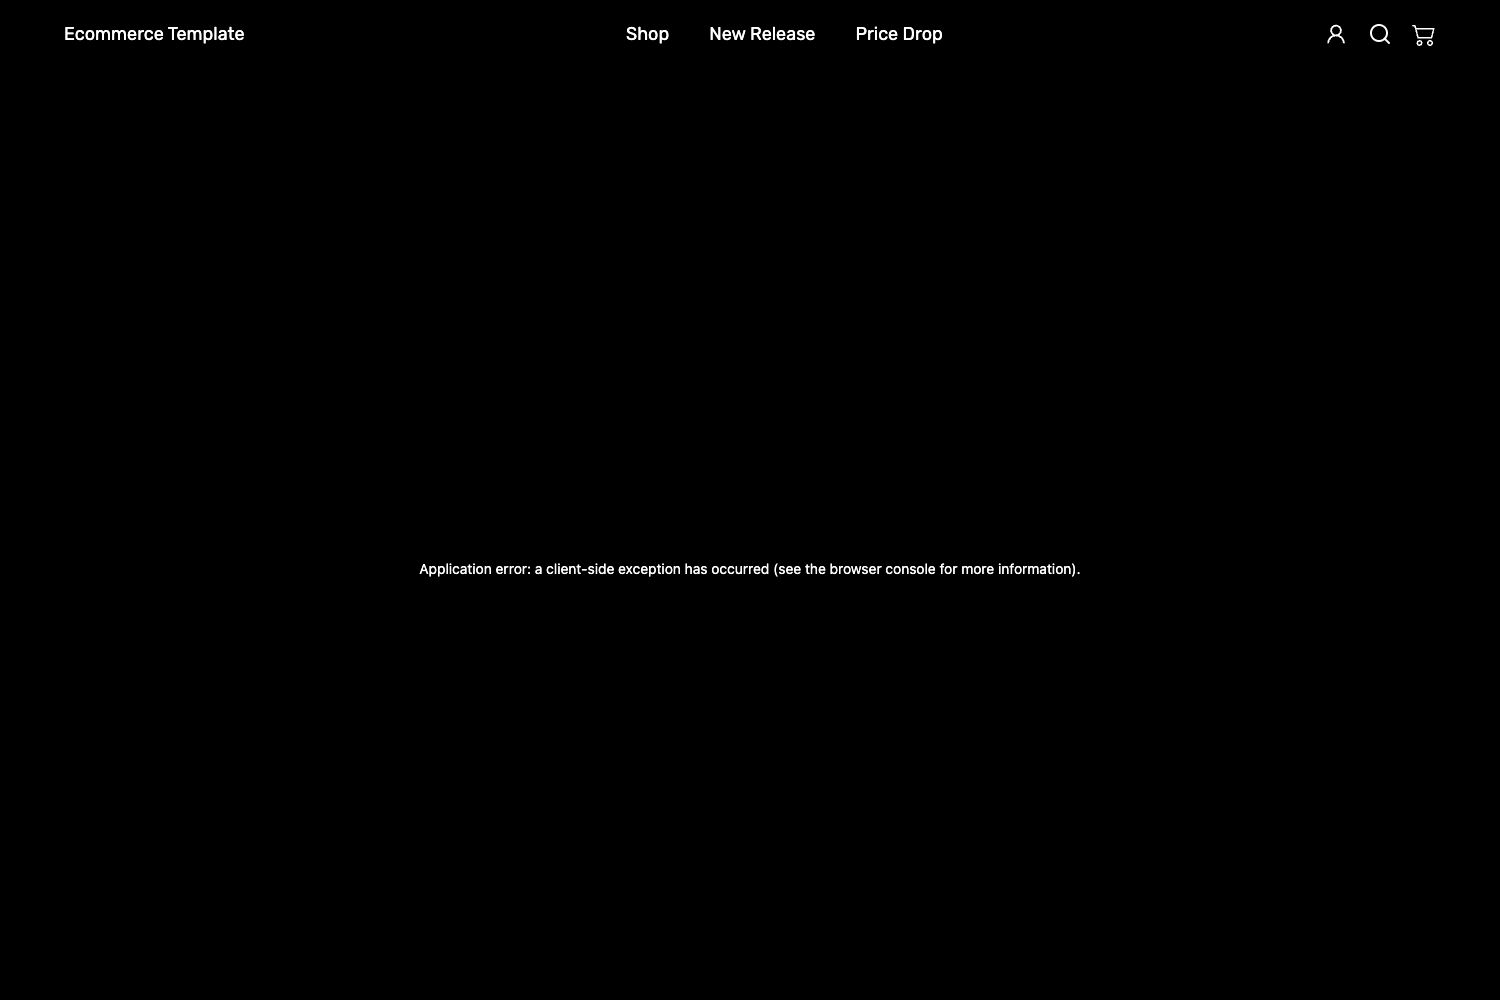 Ecommerce Template
Shop
New Release
Price Drop
Application error: a client-side exception has occurred (see the browser console for more information).